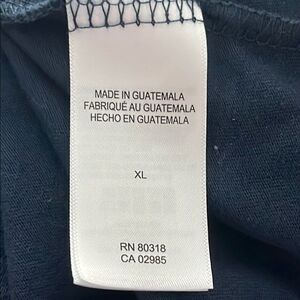 MADE IN GUATEMALA
FABRIQUÉ AU GUATEMALA
HECHO EN GUATEMALA
XL
RN 80318
CA 02985